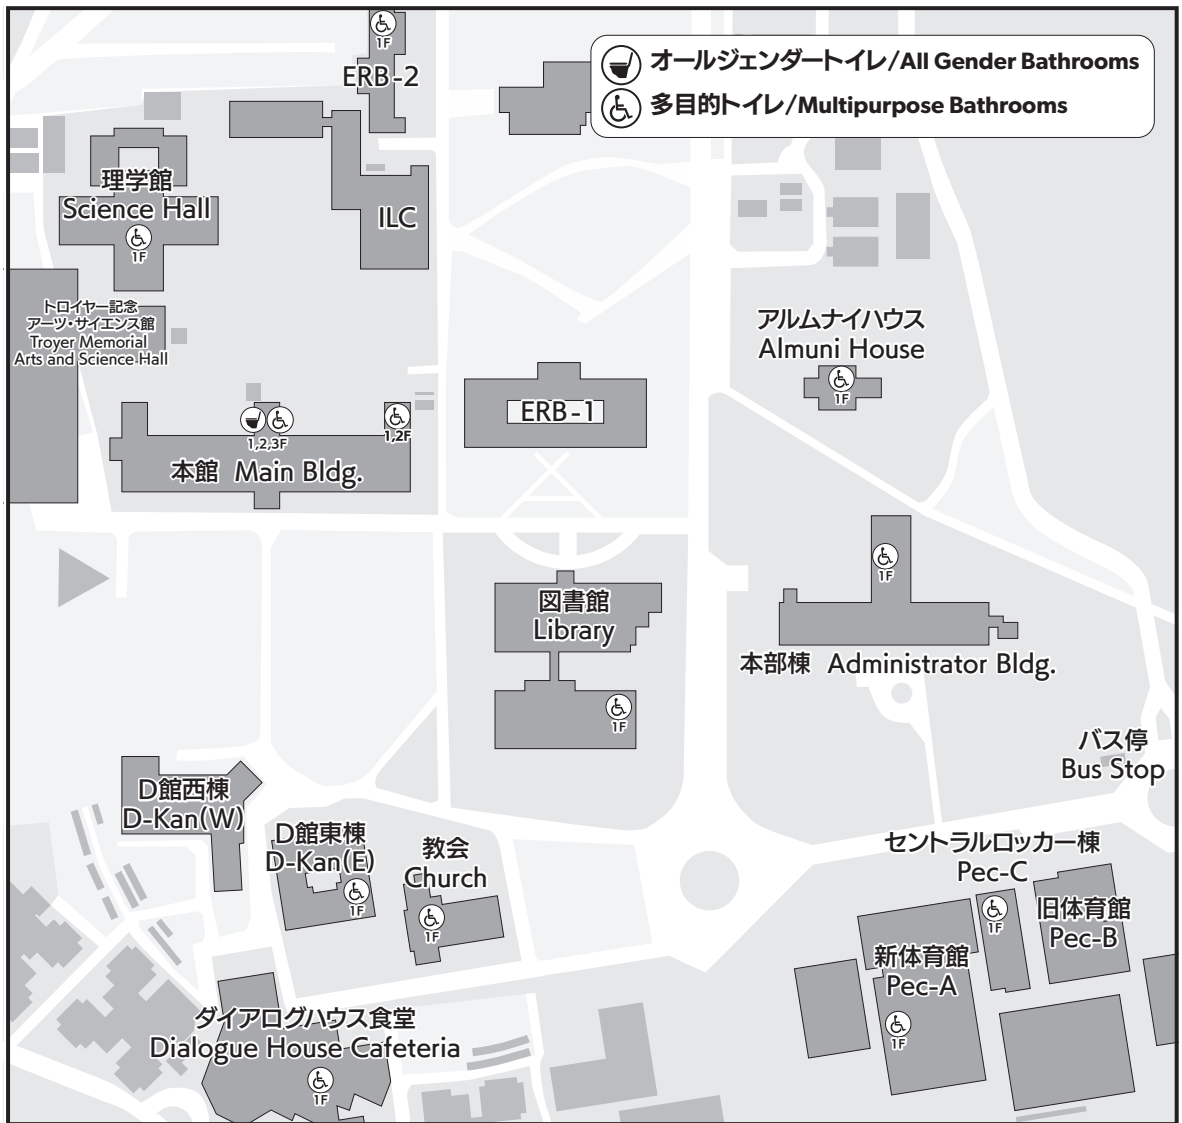 1F
ERB-2
オールジェンダートイレ/All Gender Bathrooms
多目的トイレ/Multipurpose Bathrooms
理学館
Science Hall
1F
ILC
トロイヤー記念
アーツ・サイエンス館
Troyer Memorial
Arts and Science Hall
アルムナイハウス
Almuni House
1F
ERB-1
1,2,3F
1,2F
本館 Main Bldg.
1F
図書館
Library
1F
本部棟 Administrator Bldg.
バス停
Bus Stop
D館西棟
D-Kan(W)
D館東棟
D-Kan(E)
1F
教会
Church
1F
セントラルロッカー棟
Pec-C
1F
旧体育館
Pec-B
新体育館
Pec-A
1F
ダイアログハウス食堂
Dialogue House Cafeteria
1F